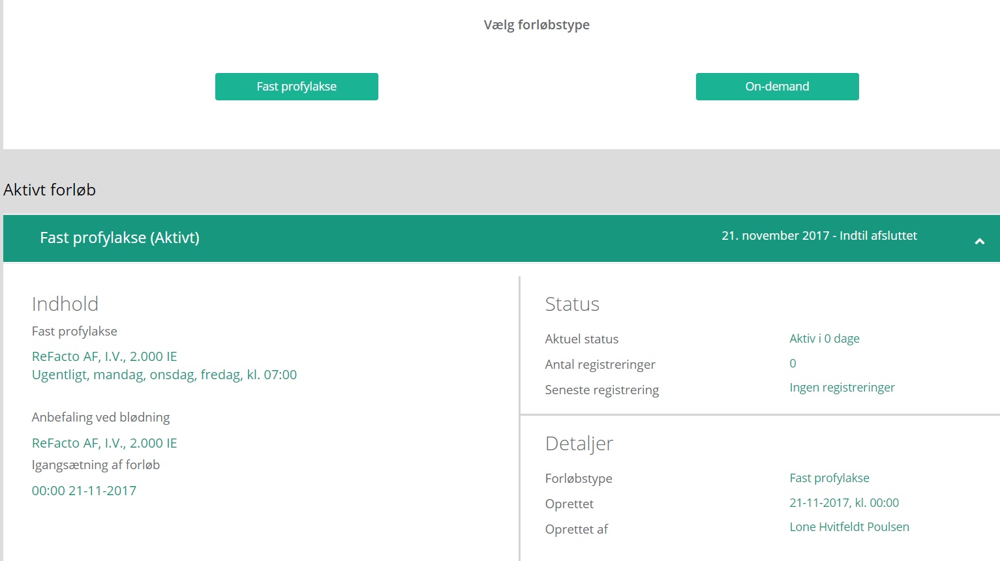 Vælg forløbstype
Fast profylakse
On-demand
Aktivt forløb
Fast profylakse (Aktivt)
21. november 2017 - Indtil afsluttet
Indhold
Fast profylakse
ReFacto AF, I.V., 2.000 IE
Ugentligt, mandag, onsdag, fredag, kl. 07:00
Anbefaling ved blødning
ReFacto AF, I.V., 2.000 IE
Igangsætning af forløb
00:00 21-11-2017
Status
Aktuel status Aktiv i 0 dage
Antal registreringer 0
Seneste registrering Ingen registreringer
Detaljer
Forløbstype Fast profylakse
Oprettet 21-11-2017, kl. 00:00
Oprettet af Lone Hvitfeldt Poulsen